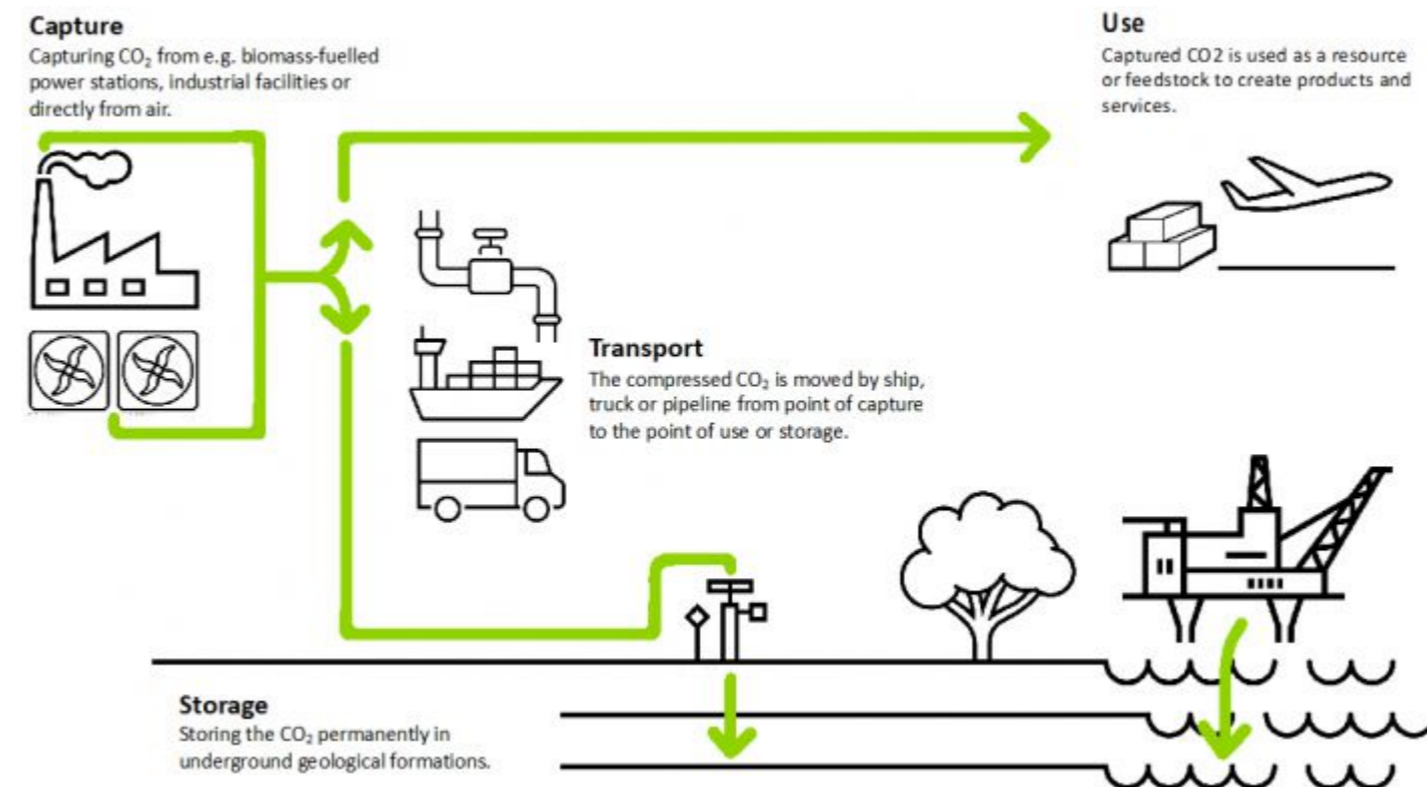 Capture
Capturing CO₂ from e.g. biomass-fuelled
power stations, industrial facilities or
directly from air.
Use
Captured CO2 is used as a resource
or feedstock to create products and
services.
Transport
The compressed CO₂ is moved by ship,
truck or pipeline from point of capture
to the point of use or storage.
Storage
Storing the CO₂ permanently in
underground geological formations.